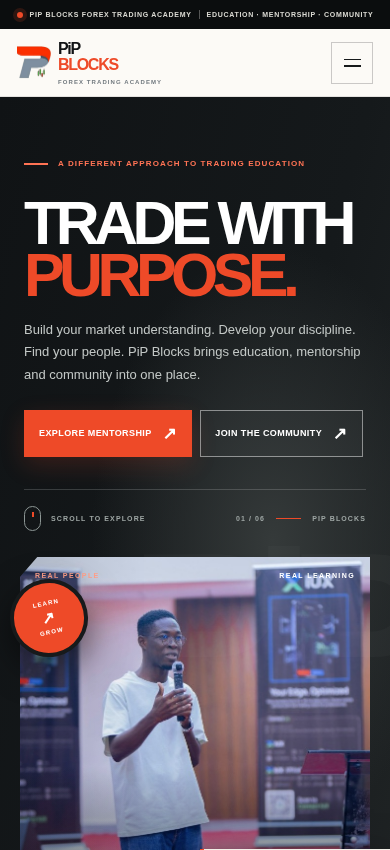 PIP BLOCKS FOREX TRADING ACADEMY | EDUCATION · MENTORSHIP · COMMUNITY
PiP
BLOCKS
FOREX TRADING ACADEMY
A DIFFERENT APPROACH TO TRADING EDUCATION
TRADE WITH
PURPOSE.
Build your market understanding. Develop your discipline.
Find your people. PiP Blocks brings education, mentorship
and community into one place.
EXPLORE MENTORSHIP ↗
JOIN THE COMMUNITY ↗
SCROLL TO EXPLORE
01 / 06 — PIP BLOCKS
REAL PEOPLE
REAL LEARNING
LEARN
↗
GROW